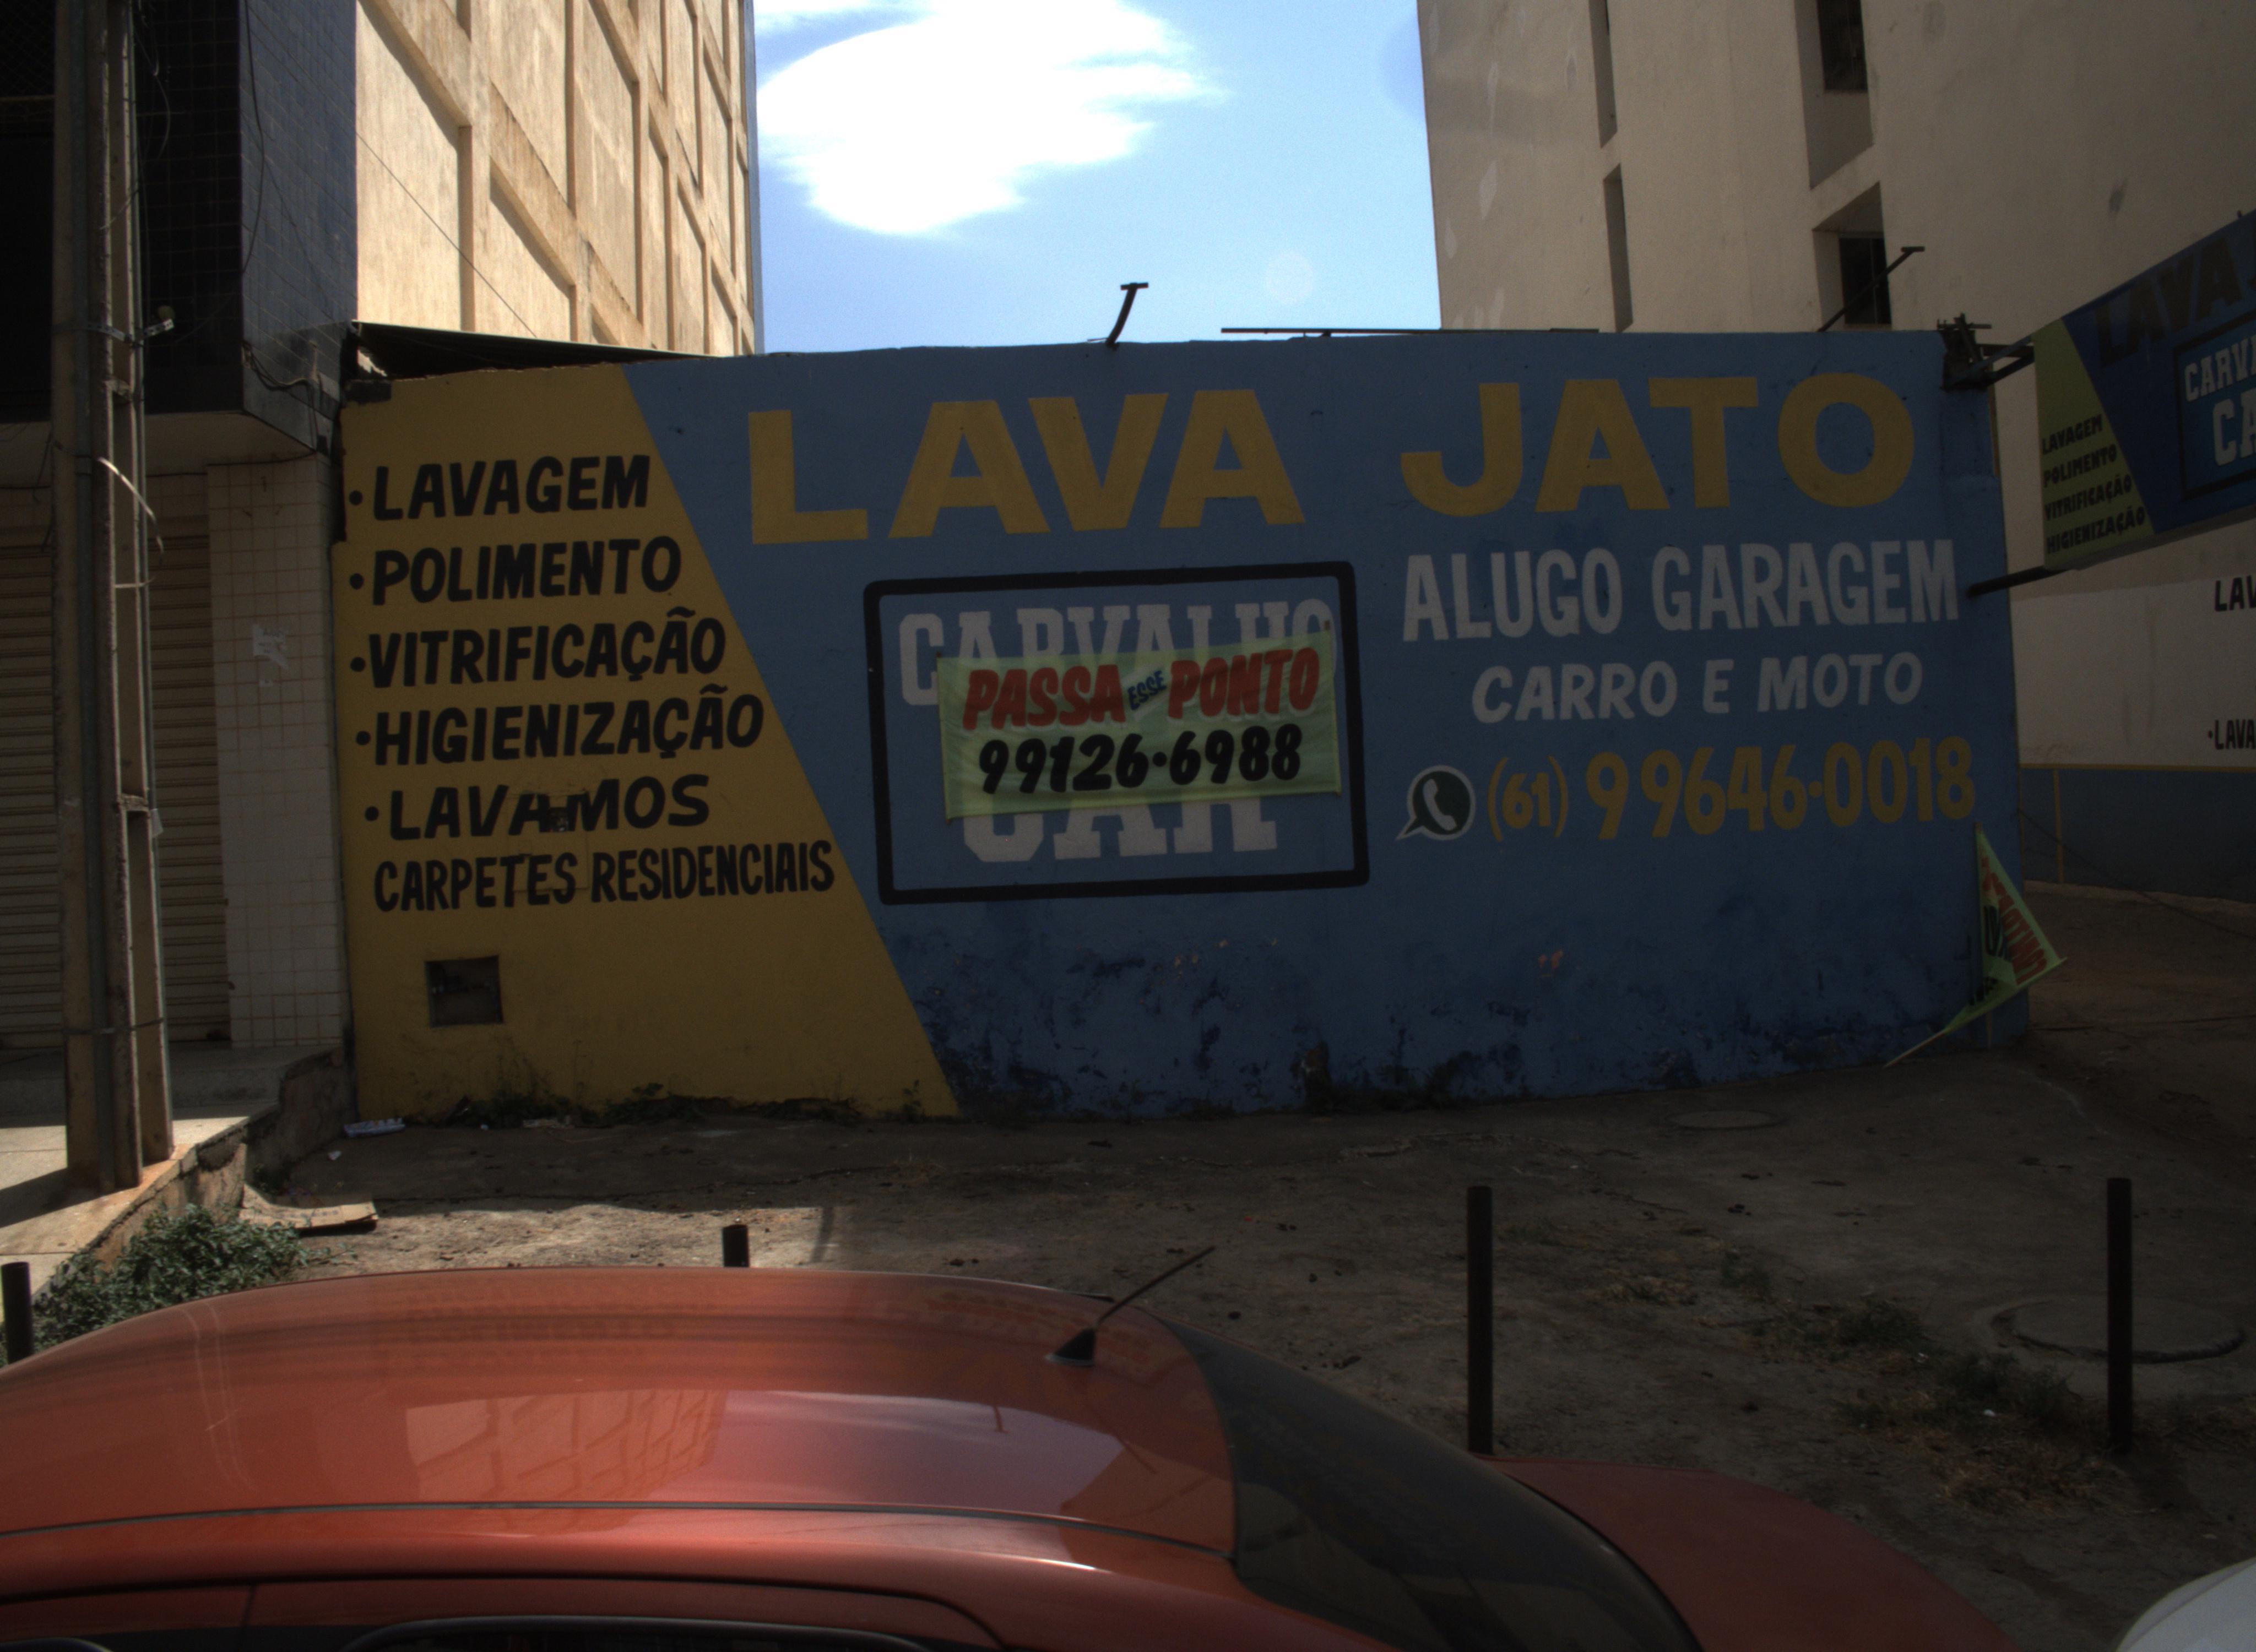 LAVA JATO
•LAVAGEM
•POLIMENTO
•VITRIFICAÇÃO
•HIGIENIZAÇÃO
•LAVAMOS
CARPETES RESIDENCIAIS
CARVALHO
PASSA ESSE PONTO
99126-6988
CAR
ALUGO GARAGEM
CARRO E MOTO
(61) 99646-0018
LAVA
LAVAGEM
POLIMENTO
VITRIFICAÇÃO
HIGIENIZAÇÃO